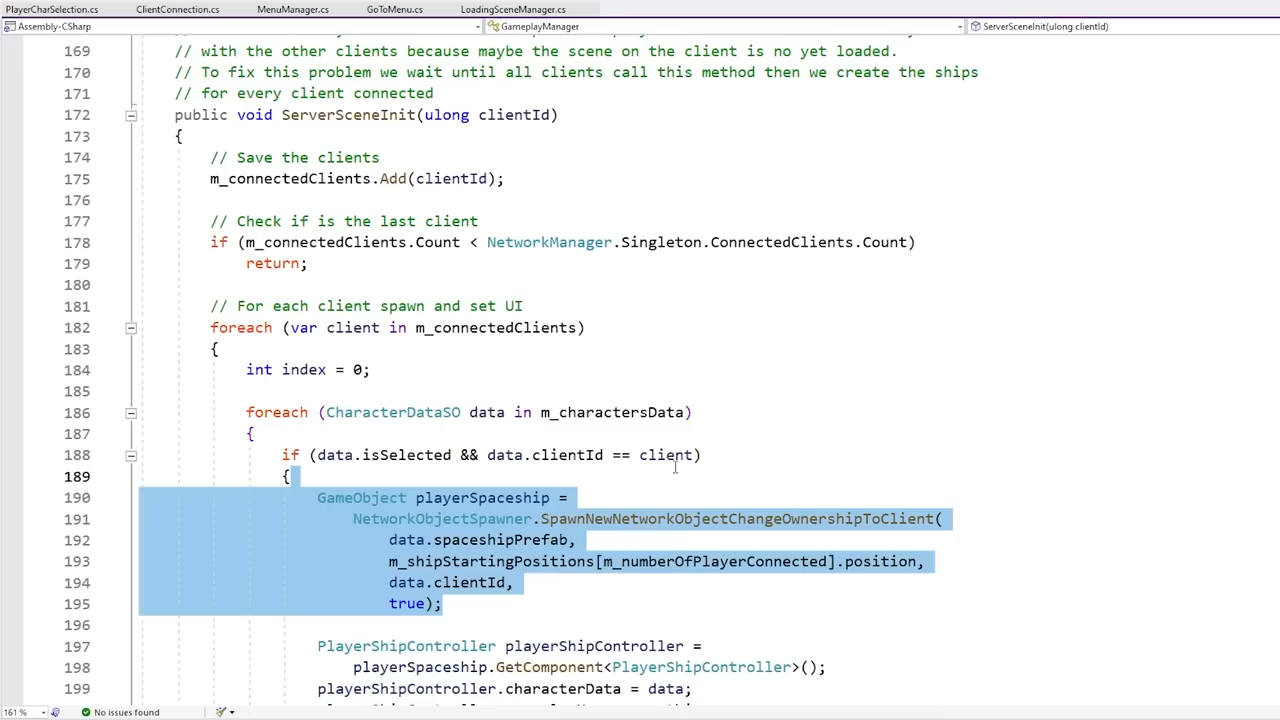 PlayerCharSelection.cs ClientConnection.cs MenuManager.cs GoToMenu.cs LoadingSceneManager.cs
Assembly-CSharp GameplayManager ServerSceneInit(ulong clientId)
169 // with the other clients because maybe the scene on the client is no yet loaded.
170 // To fix this problem we wait until all clients call this method then we create the ships
171 // for every client connected
172 public void ServerSceneInit(ulong clientId)
173 {
174 // Save the clients
175 m_connectedClients.Add(clientId);
176
177 // Check if is the last client
178 if (m_connectedClients.Count < NetworkManager.Singleton.ConnectedClients.Count)
179 return;
180
181 // For each client spawn and set UI
182 foreach (var client in m_connectedClients)
183 {
184 int index = 0;
185
186 foreach (CharacterDataSO data in m_charactersData)
187 {
188 if (data.isSelected && data.clientId == client)
189 {
190 GameObject playerSpaceship =
191 NetworkObjectSpawner.SpawnNewNetworkObjectChangeOwnershipToClient(
192 data.spaceshipPrefab,
193 m_shipStartingPositions[m_numberOfPlayerConnected].position,
194 data.clientId,
195 true);
196
197 PlayerShipController playerShipController =
198 playerSpaceship.GetComponent<PlayerShipController>();
199 playerShipController.characterData = data;
161 % No issues found